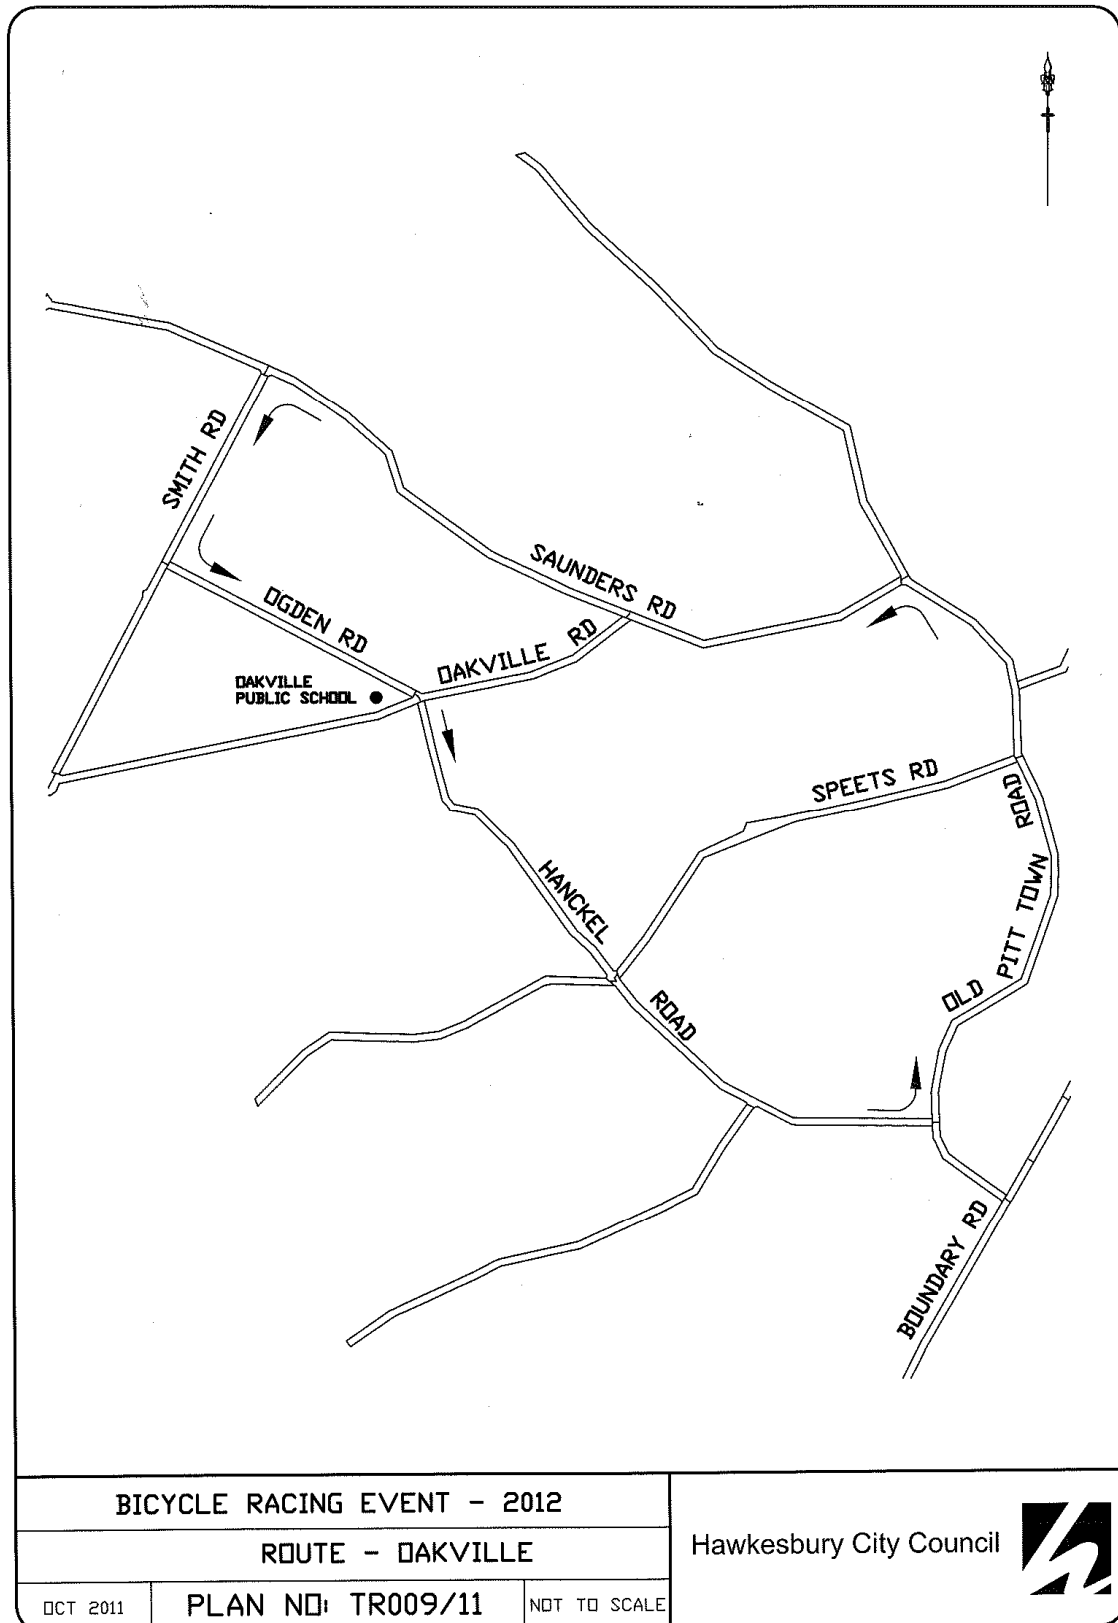 SMITH RD
SAUNDERS RD
OGDEN RD
OAKVILLE RD
OAKVILLE
PUBLIC SCHOOL
SPEETS RD
HANCKEL
ROAD
OLD PITT TOWN ROAD
BOUNDARY RD
BICYCLE RACING EVENT - 2012
ROUTE - OAKVILLE
OCT 2011
PLAN NO: TR009/11
NOT TO SCALE
Hawkesbury City Council